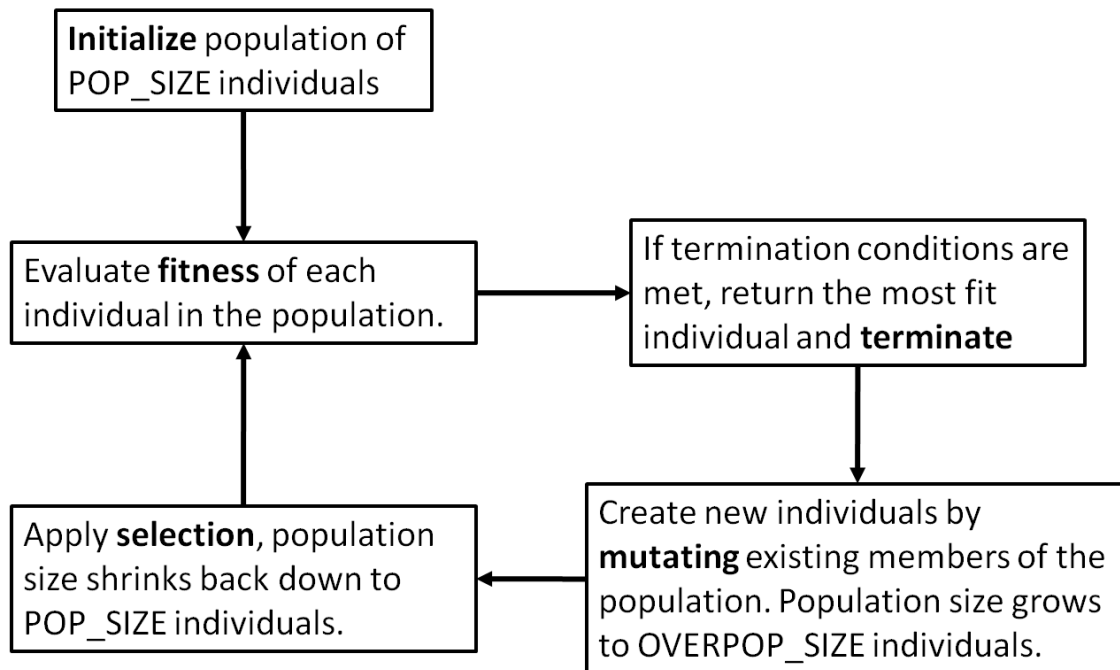 Initialize population of
POP_SIZE individuals
Evaluate fitness of each
individual in the population.
If termination conditions are
met, return the most fit
individual and terminate
Apply selection, population
size shrinks back down to
POP_SIZE individuals.
Create new individuals by
mutating existing members of the
population. Population size grows
to OVERPOP_SIZE individuals.